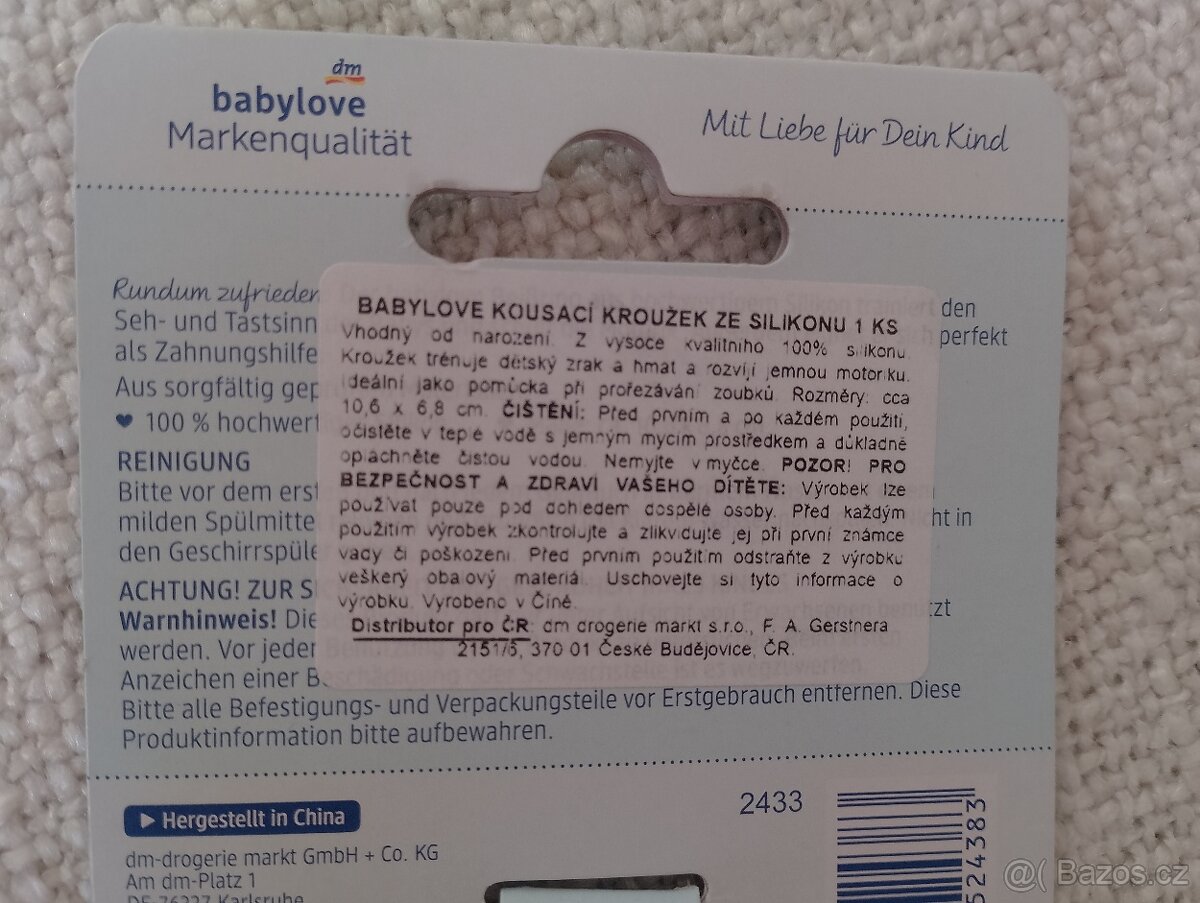 dm
babylove
Markenqualität
Mit Liebe für Dein Kind
Rundum zufrieden
den
Seh- und Tastsinn
perfekt
als Zahnungshilfe
Aus sorgfältig gep
100 % hochwert
REINIGUNG
Bitte vor dem erst
milden Spülmitte
ht in
den Geschirrspüle
ACHTUNG! ZUR SI
Warnhinweis! Die
benutzt
werden. Vor jeder
Anzeichen einer B
Bitte alle Befestigungs- und Verpackungsteile vor Erstgebrauch entfernen. Diese
Produktinformation bitte aufbewahren.
BABYLOVE KOUSACÍ KROUŽEK ZE SILIKONU 1 KS
Vhodný od narození. Z vysoce kvalitního 100% silikonu.
Kroužek trénuje dětský zrak a hmat a rozvíjí jemnou motoriku.
Ideální jako pomůcka při prořezávání zoubků. Rozměry: cca
10,6 x 6,8 cm. ČIŠTĚNÍ: Před prvním a po každém použití,
očistěte v teplé vodě s jemným mycím prostředkem a důkladně
opláchněte čistou vodou. Nemyjte v myčce. POZOR! PRO
BEZPEČNOST A ZDRAVÍ VAŠEHO DÍTĚTE: Výrobek lze
používat pouze pod dohledem dospělé osoby. Před každým
použitím výrobek zkontrolujte a zlikvidujte jej při první známce
vady či poškození. Před prvním použitím odstraňte z výrobku
veškerý obalový materiál. Uschovejte si tyto informace o
výrobku. Vyrobeno v Číně.
Distributor pro ČR: dm drogerie markt s.r.o., F. A. Gerstnera
2151/6, 370 01 České Budějovice, ČR.
Hergestellt in China
2433
dm-drogerie markt GmbH + Co. KG
Am dm-Platz 1
DE-76227 Karlsruhe
524383
@( Bazos.cz